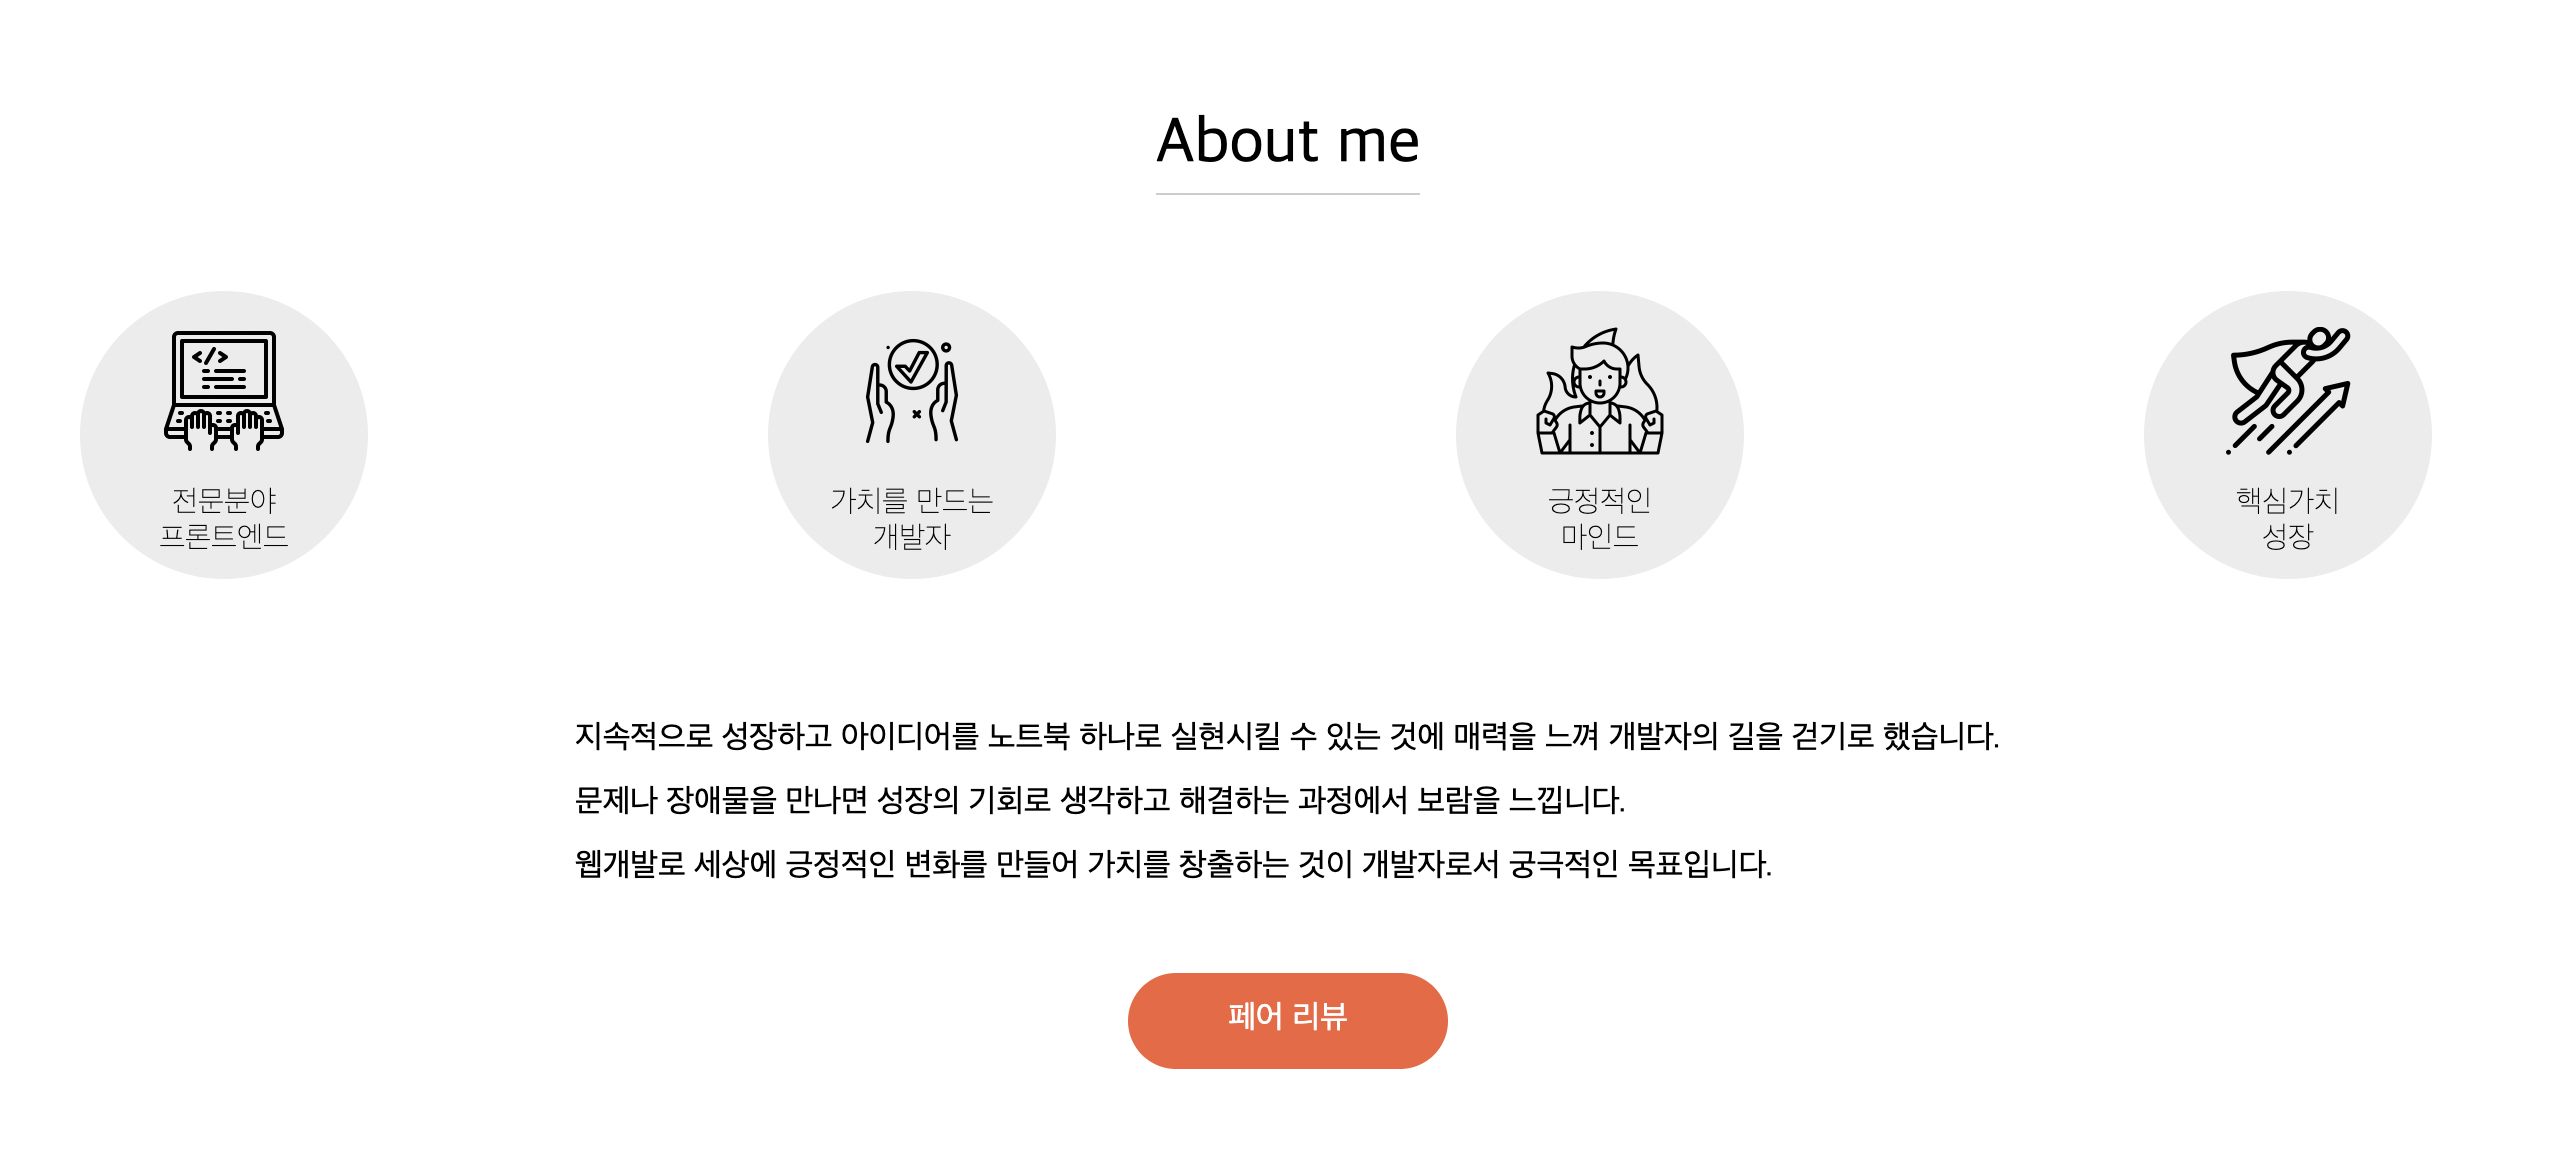 About me
</>
전문분야
프론트엔드
가치를 만드는
개발자
긍정적인
마인드
핵심가치
성장
지속적으로 성장하고 아이디어를 노트북 하나로 실현시킬 수 있는 것에 매력을 느껴 개발자의 길을 걷기로 했습니다.
문제나 장애물을 만나면 성장의 기회로 생각하고 해결하는 과정에서 보람을 느낍니다.
웹개발로 세상에 긍정적인 변화를 만들어 가치를 창출하는 것이 개발자로서 궁극적인 목표입니다.
페어 리뷰